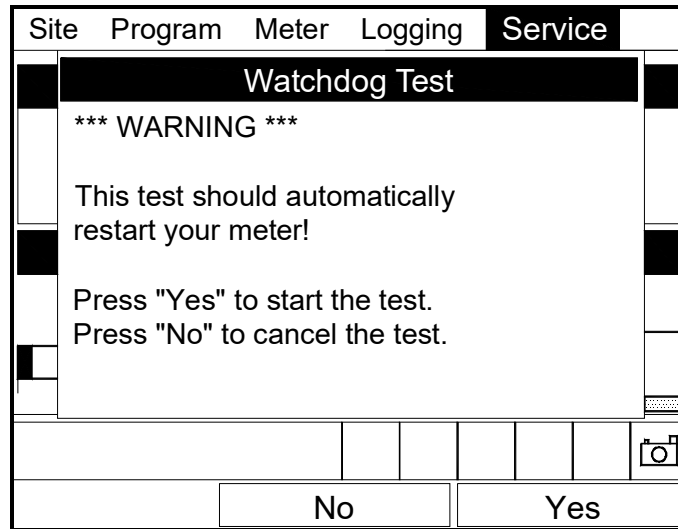 Site Program Meter Logging Service
Watchdog Test
*** WARNING ***
This test should automatically
restart your meter!
Press "Yes" to start the test.
Press "No" to cancel the test.
No Yes